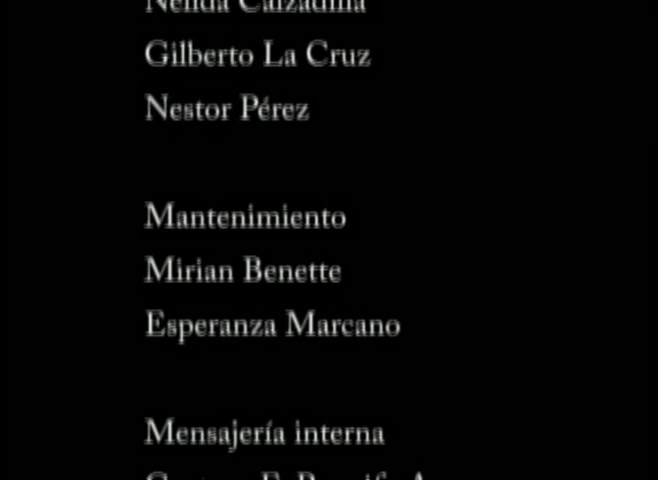 Gilberto La Cruz
Nestor Pérez
Mantenimiento
Mirian Benette
Esperanza Marcano
Mensajería interna